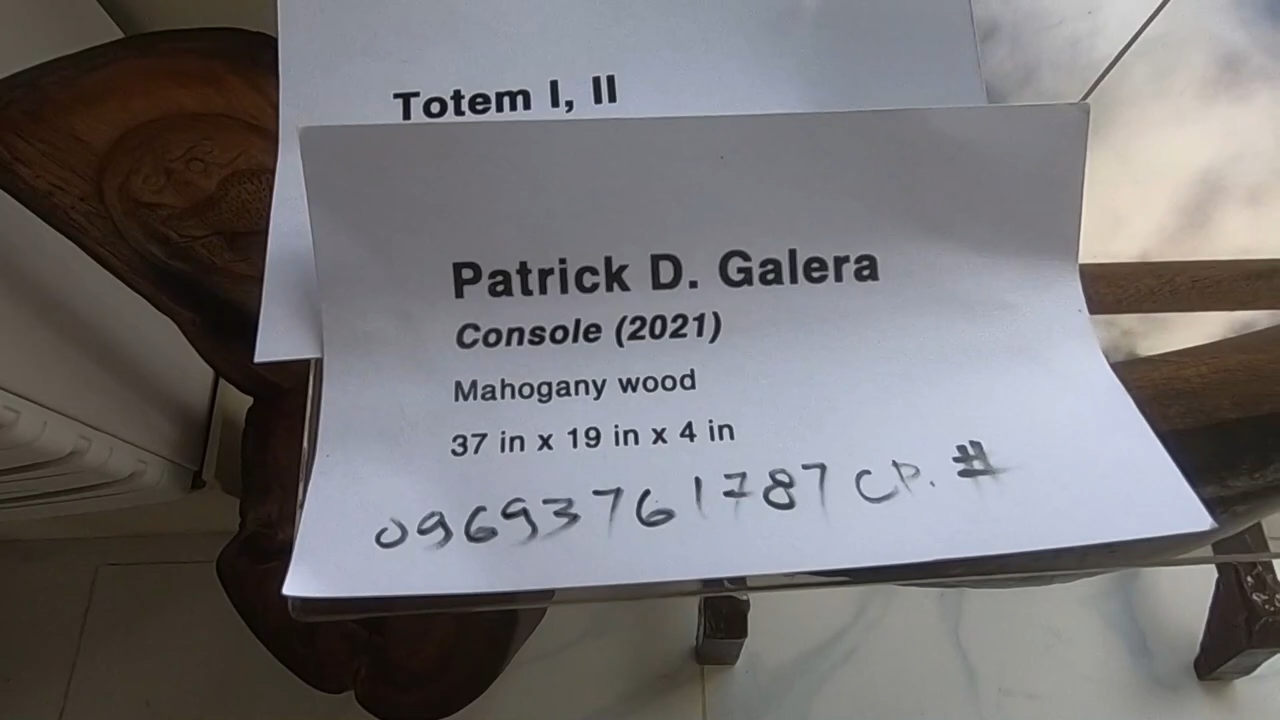 Totem I, II
Patrick D. Galera
Console (2021)
Mahogany wood
37 in x 19 in x 4 in
09693761787 CP. #